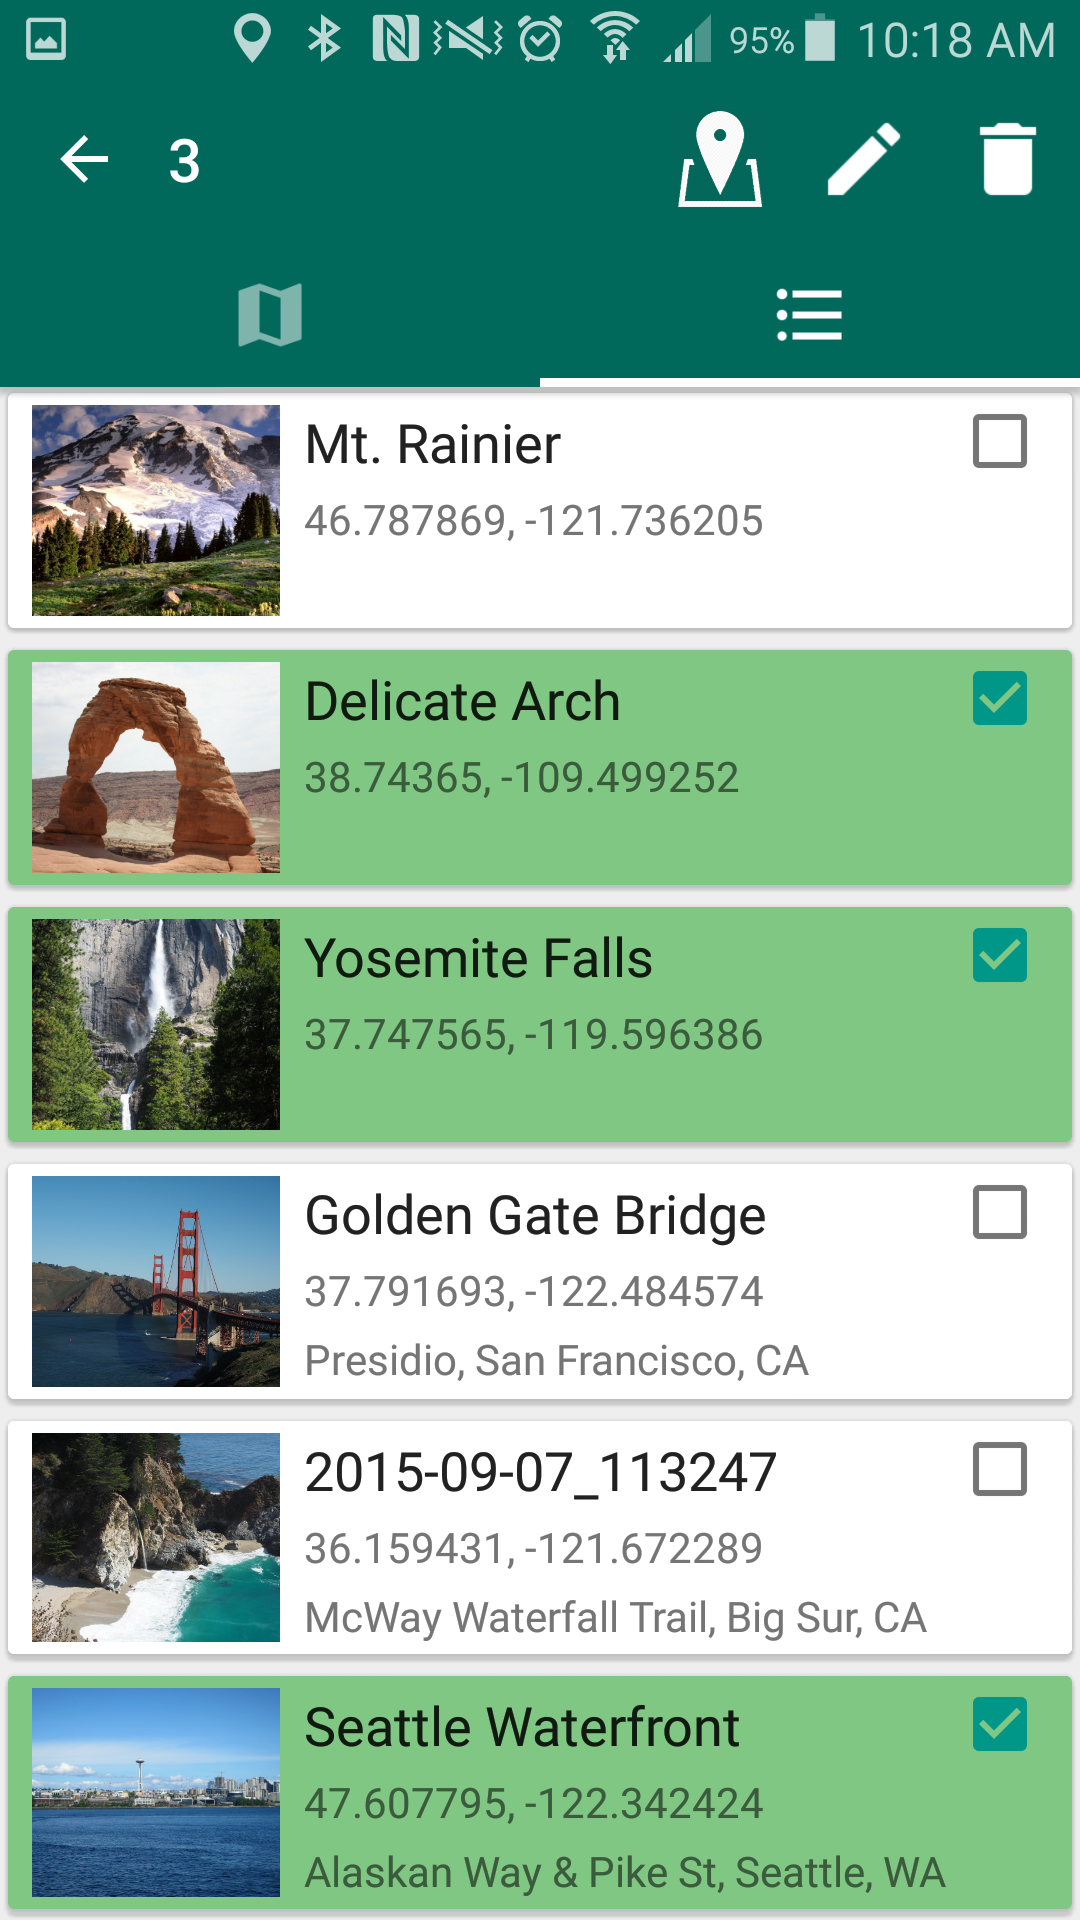 95% 10:18 AM
3
Mt. Rainier
46.787869, -121.736205
Delicate Arch
38.74365, -109.499252
Yosemite Falls
37.747565, -119.596386
Golden Gate Bridge
37.791693, -122.484574
Presidio, San Francisco, CA
2015-09-07_113247
36.159431, -121.672289
McWay Waterfall Trail, Big Sur, CA
Seattle Waterfront
47.607795, -122.342424
Alaskan Way & Pike St, Seattle, WA